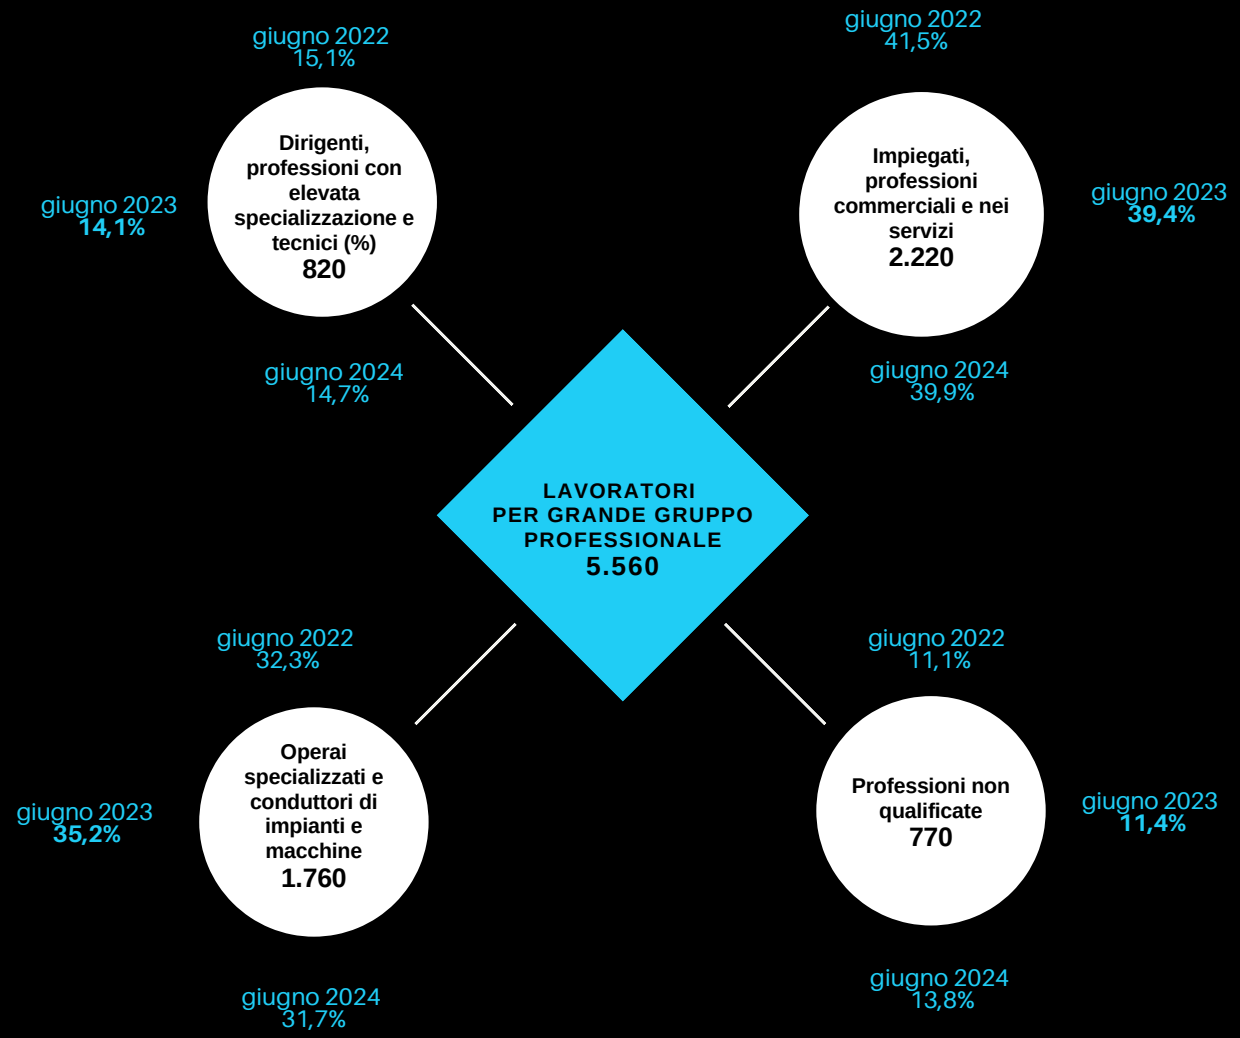 giugno 2022
15,1%
Dirigenti,
professioni con
elevata
specializzazione e
tecnici (%)
820
giugno 2023
14,1%
giugno 2024
14,7%
giugno 2022
41,5%
Impiegati,
professioni
commerciali e nei
servizi
2.220
giugno 2023
39,4%
giugno 2024
39,9%
LAVORATORI
PER GRANDE GRUPPO
PROFESSIONALE
5.560
giugno 2022
32,3%
Operai
specializzati e
conduttori di
impianti e
macchine
1.760
giugno 2023
35,2%
giugno 2024
31,7%
giugno 2022
11,1%
Professioni non
qualificate
770
giugno 2023
11,4%
giugno 2024
13,8%